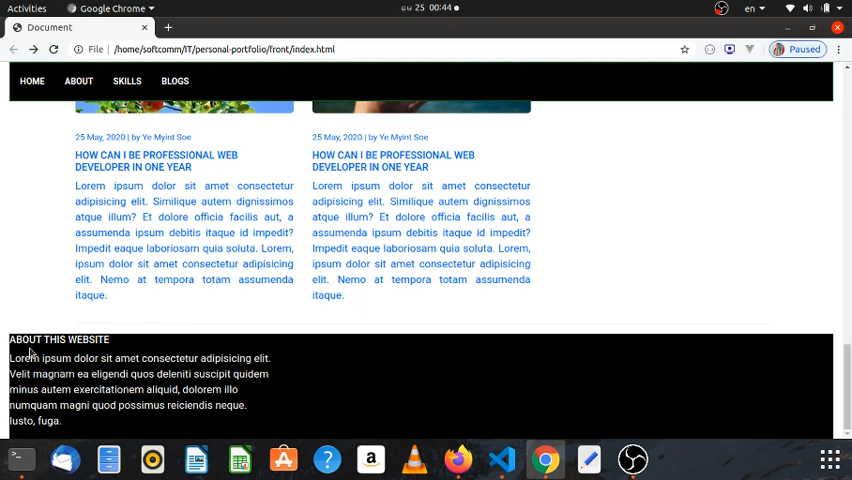 Activities
Google Chrome
25 00:44
en
Document
File
/home/softcomm/IT/personal-portfolio/front/index.html
Paused
HOME ABOUT SKILLS BLOGS
25 May, 2020 | by Ye Myint Soe
HOW CAN I BE PROFESSIONAL WEB
DEVELOPER IN ONE YEAR
Lorem ipsum dolor sit amet consectetur
adipisicing elit. Similique autem dignissimos
atque illum? Et dolore officia facilis aut, a
assumenda ipsum debitis itaque id impedit?
Impedit eaque laboriosam quia soluta. Lorem,
ipsum dolor sit amet consectetur adipisicing
elit. Nemo at tempora totam assumenda
itaque.
25 May, 2020 | by Ye Myint Soe
HOW CAN I BE PROFESSIONAL WEB
DEVELOPER IN ONE YEAR
Lorem ipsum dolor sit amet consectetur
adipisicing elit. Similique autem dignissimos
atque illum? Et dolore officia facilis aut, a
assumenda ipsum debitis itaque id impedit?
Impedit eaque laboriosam quia soluta. Lorem,
ipsum dolor sit amet consectetur adipisicing
elit. Nemo at tempora totam assumenda
itaque.
ABOUT THIS WEBSITE
Lorem ipsum dolor sit amet consectetur adipisicing elit.
Velit magnam ea eligendi quos deleniti suscipit quidem
minus autem exercitationem aliquid, dolorem illo
numquam magni quod possimus reiciendis neque.
Iusto, fuga.